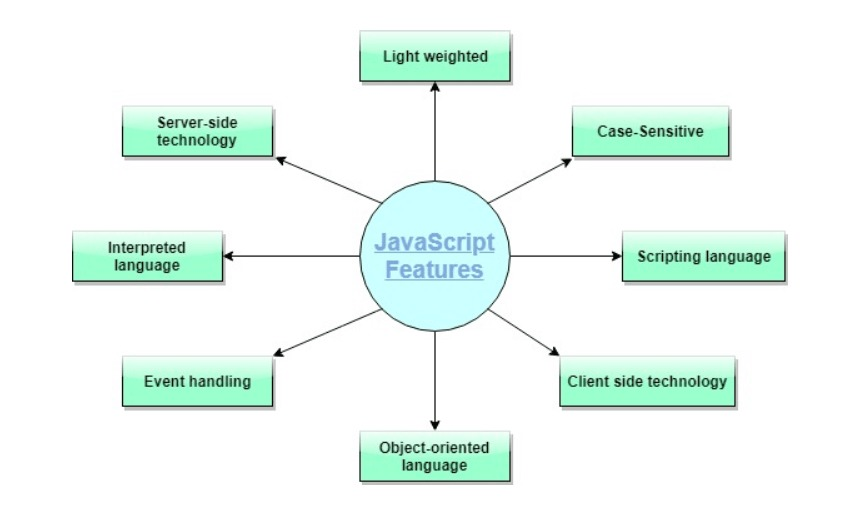 Light weighted
Server-side
technology
Case-Sensitive
Interpreted
language
JavaScript
Features
Scripting language
Event handling
Client side technology
Object-oriented
language